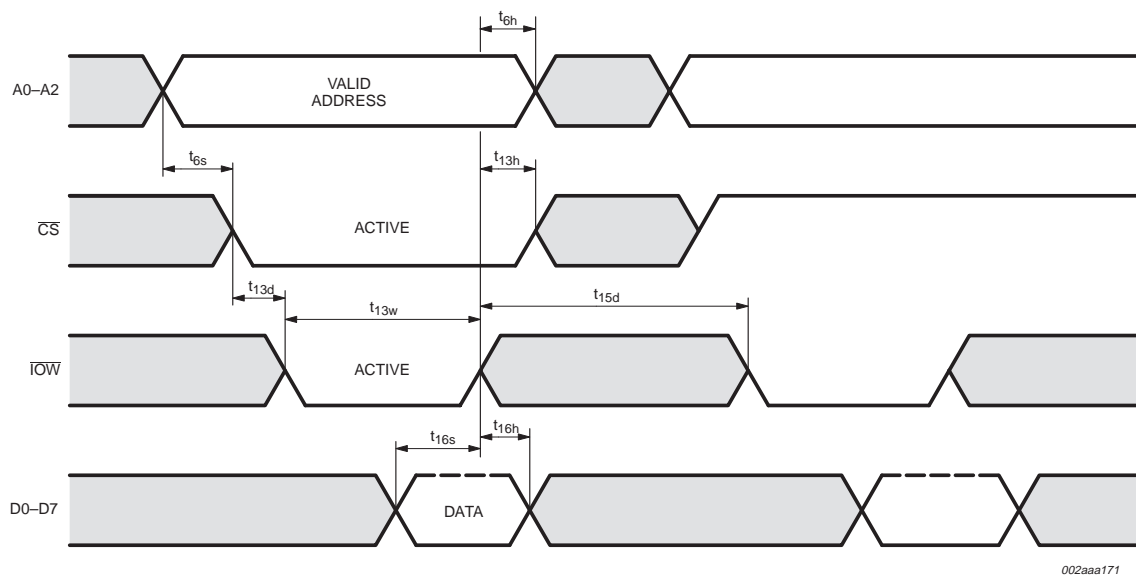 t6h
A0–A2
VALID
ADDRESS
t6s
t13h
CS
ACTIVE
t13d
t13w
t15d
IOW
ACTIVE
t16s
t16h
D0–D7
DATA
002aaa171